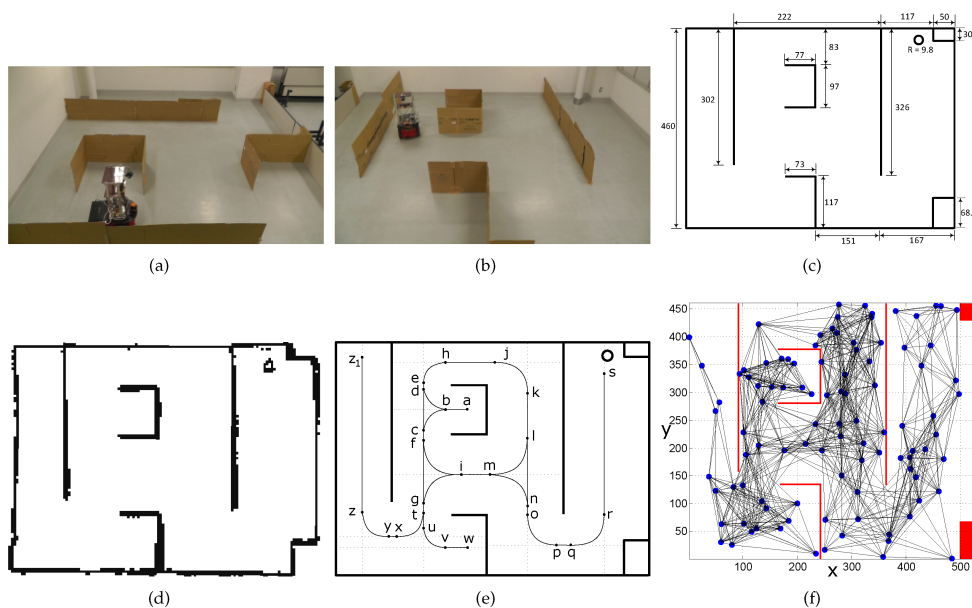 222
117
50
30
R = 9.8
83
77
97
302
326
460
73
117
68.
151
167
(a)
(b)
(c)
z1
h
j
s
e
d
b
a
k
c
f
l
i
m
g
n
z
t
o
r
u
y
x
v
w
p
q
450
400
350
300
250
y
200
150
100
50
100
200
300
400
500
x
(d)
(e)
(f)